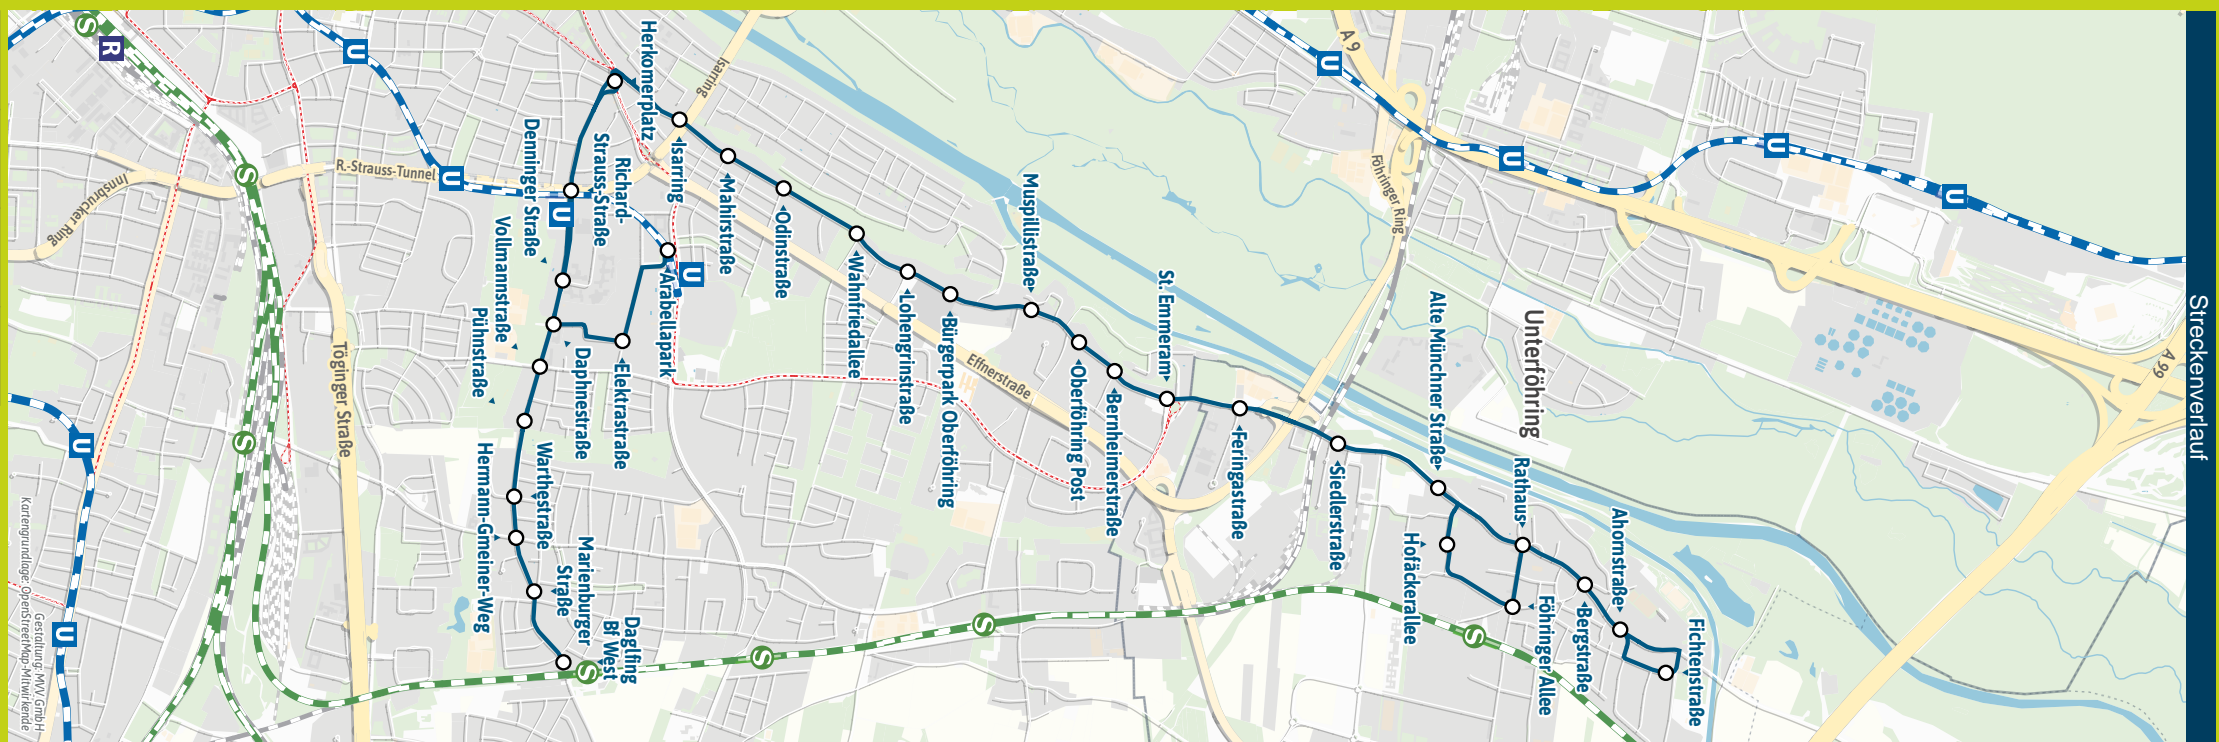 Streckenverlauf
A 99
A 9
U
U
U
U
Föhringer Ring
Unterföhring
Fichtenstraße
Ahornstraße
Bergstraße
Föhringer Allee
Rathaus
Alte Münchner Straße
Hofäckerallee
S
Siedlerstraße
Feringastraße
St. Emmeram
Bernheimerstraße
Oberföhring Post
Muspillistraße
Bürgerpark Oberföhring
Effnerstraße
S
Lohengrinstraße
Wahnfriedallee
Odinstraße
Mahirstraße
Isarring
Isarring
Herkomerplatz
U
Arabellapark
Richard-
Strauss-Straße
U
Elektrastraße
Daphnestraße
Denninger Straße
Vollmannstraße
Pühnstraße
Warthestraße
Hermann-Gmeiner-Weg
Marienburger
Straße
Daglfing
Bf West
S
S
U
U
R.-Strauss-Tunnel
Töginger Straße
Innsbrucker Ring
S
R
S
S
U
U
Gestaltung: MVV GmbH
Kartengrundlage: OpenStreetMap-Mitwirkende